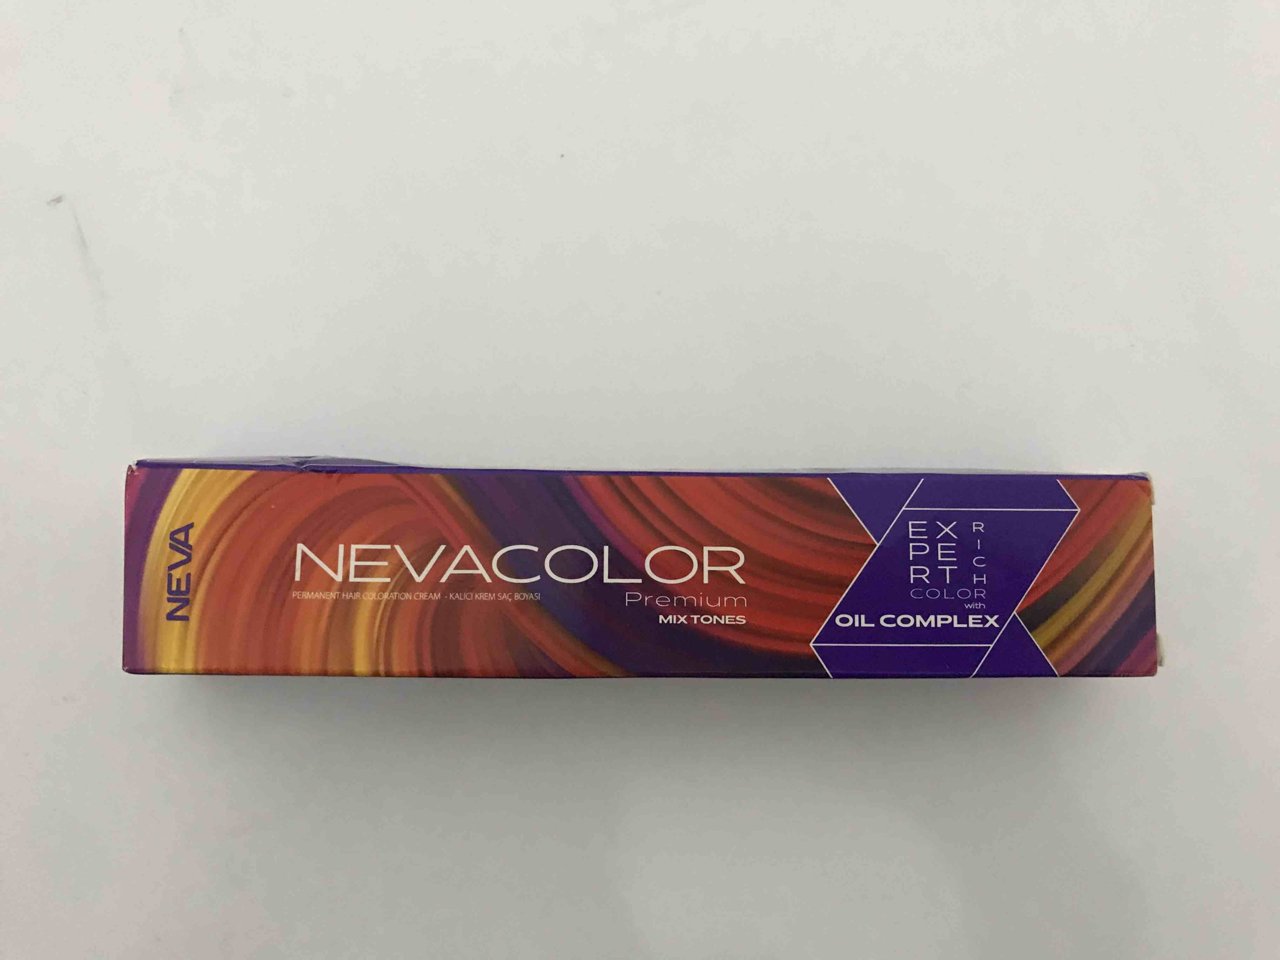 NEVA
NEVACOLOR
PERMANENT HAIR COLORATION CREAM - KALICI KREM SAÇ BOYASI
Premium
MIX TONES
EXPERT
RICH
COLOR
with
OIL COMPLEX